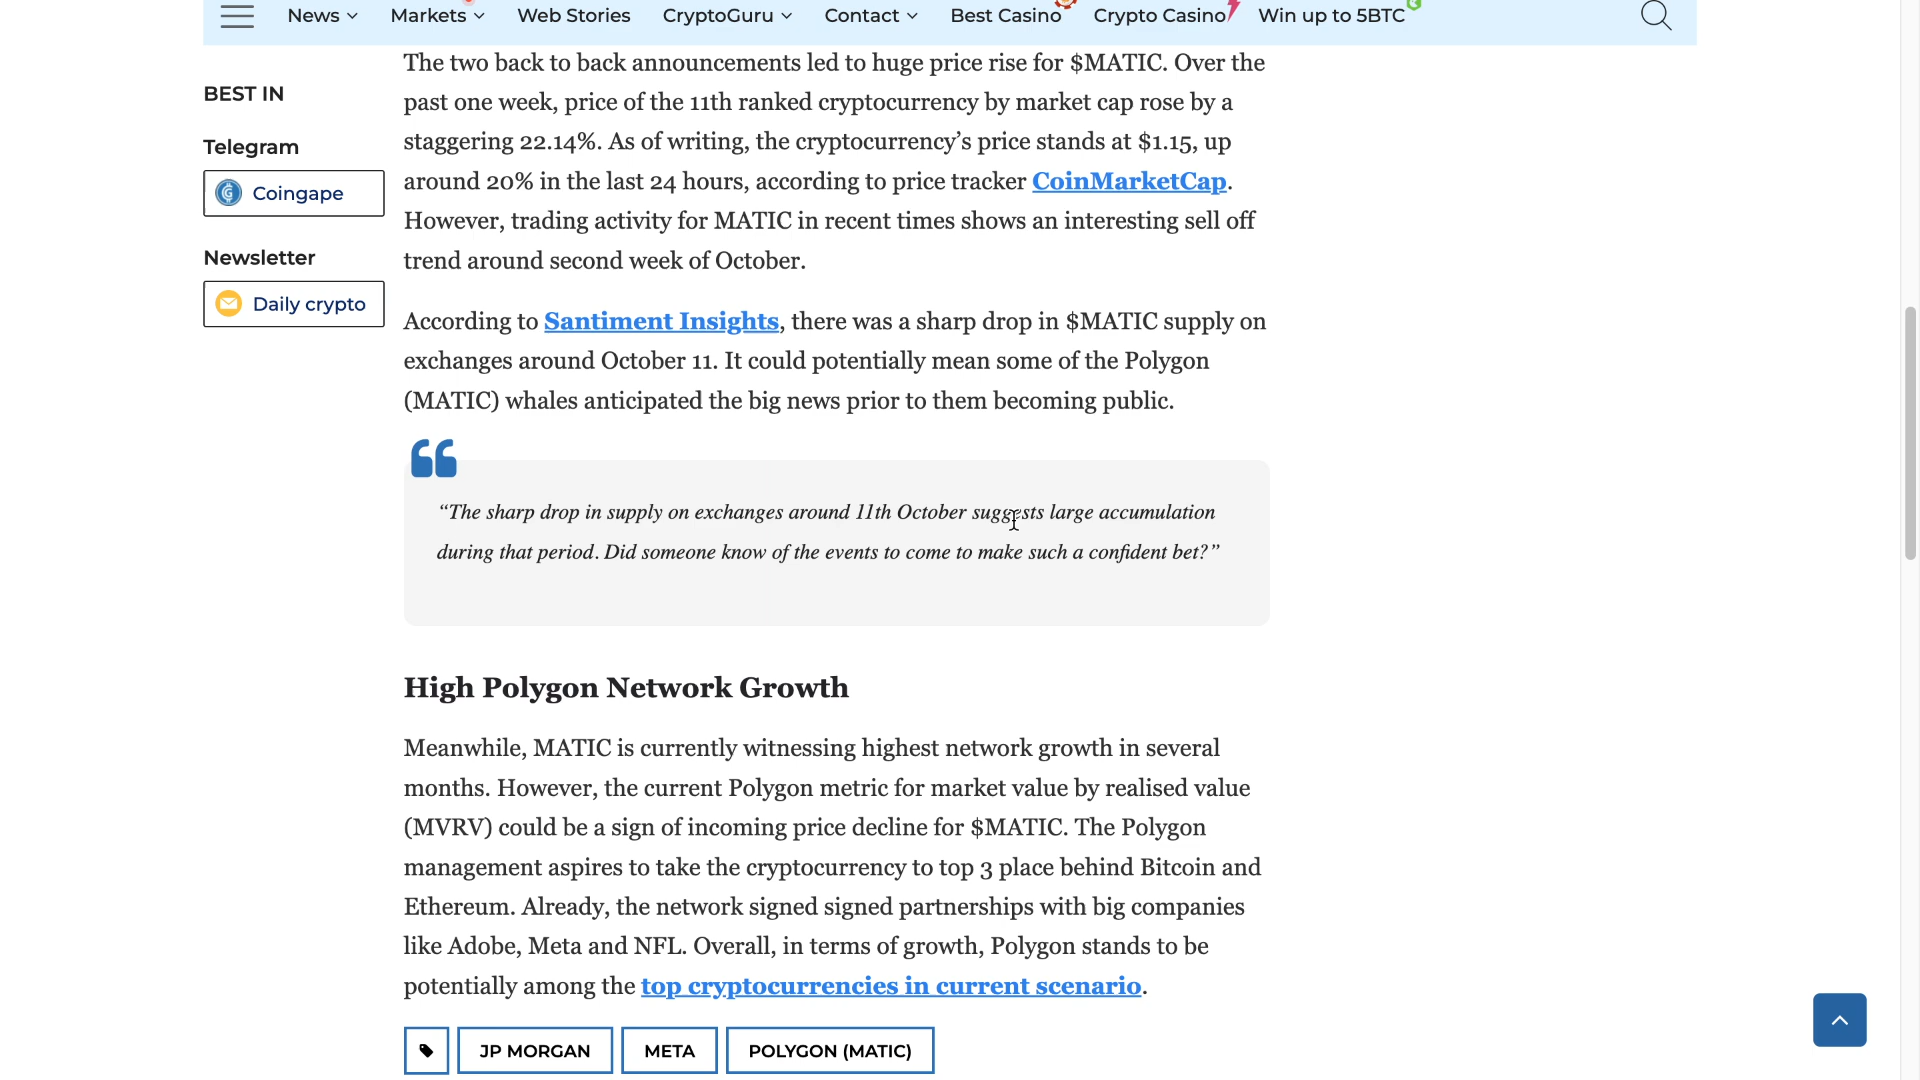 News
Markets
Web Stories
CryptoGuru
Contact
Best Casino
Crypto Casino
Win up to 5BTC
BEST IN
Telegram
Coingape
Newsletter
Daily crypto
The two back to back announcements led to huge price rise for $MATIC. Over the
past one week, price of the 11th ranked cryptocurrency by market cap rose by a
staggering 22.14%. As of writing, the cryptocurrency’s price stands at $1.15, up
around 20% in the last 24 hours, according to price tracker CoinMarketCap.
However, trading activity for MATIC in recent times shows an interesting sell off
trend around second week of October.
According to Santiment Insights, there was a sharp drop in $MATIC supply on
exchanges around October 11. It could potentially mean some of the Polygon
(MATIC) whales anticipated the big news prior to them becoming public.
“The sharp drop in supply on exchanges around 11th October suggests large accumulation
during that period. Did someone know of the events to come to make such a confident bet?”
High Polygon Network Growth
Meanwhile, MATIC is currently witnessing highest network growth in several
months. However, the current Polygon metric for market value by realised value
(MVRV) could be a sign of incoming price decline for $MATIC. The Polygon
management aspires to take the cryptocurrency to top 3 place behind Bitcoin and
Ethereum. Already, the network signed signed partnerships with big companies
like Adobe, Meta and NFL. Overall, in terms of growth, Polygon stands to be
potentially among the top cryptocurrencies in current scenario.
JP MORGAN
META
POLYGON (MATIC)